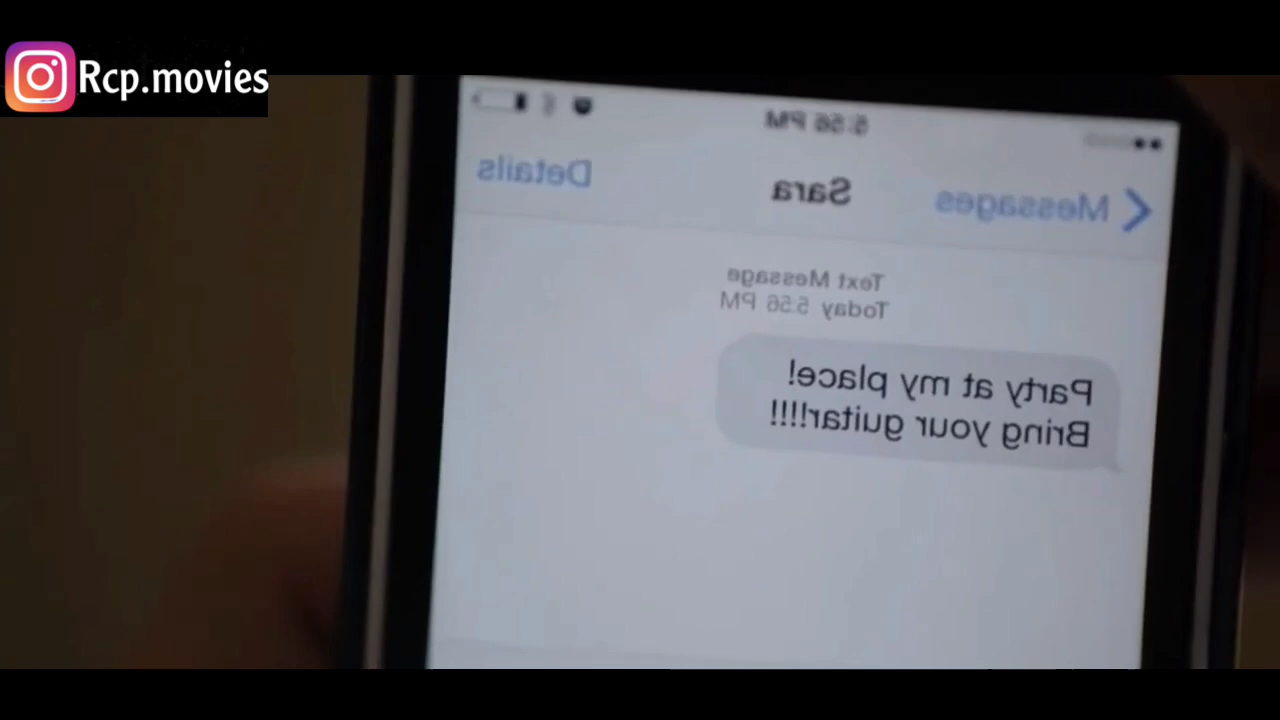 Rcp.movies
5:56 PM
Messages
Sara
Details
Text Message
Today 5:56 PM
Party at my place!
Bring your guitar!!!!